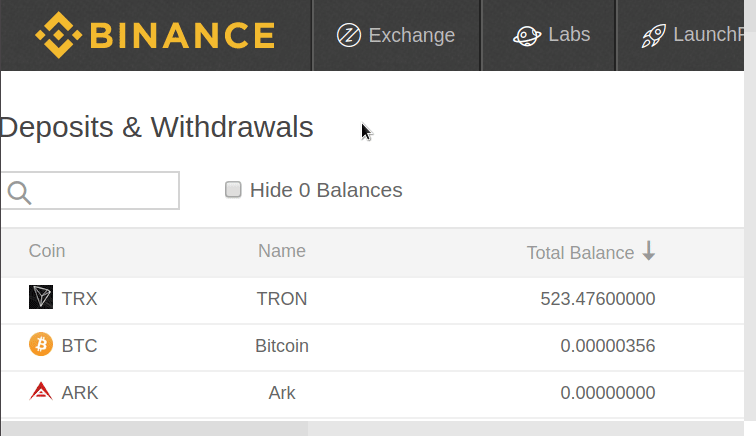 BINANCE Exchange Labs LaunchP
Deposits & Withdrawals
Hide 0 Balances
Coin Name Total Balance
TRX TRON 523.47600000
BTC Bitcoin 0.00000356
ARK Ark 0.00000000